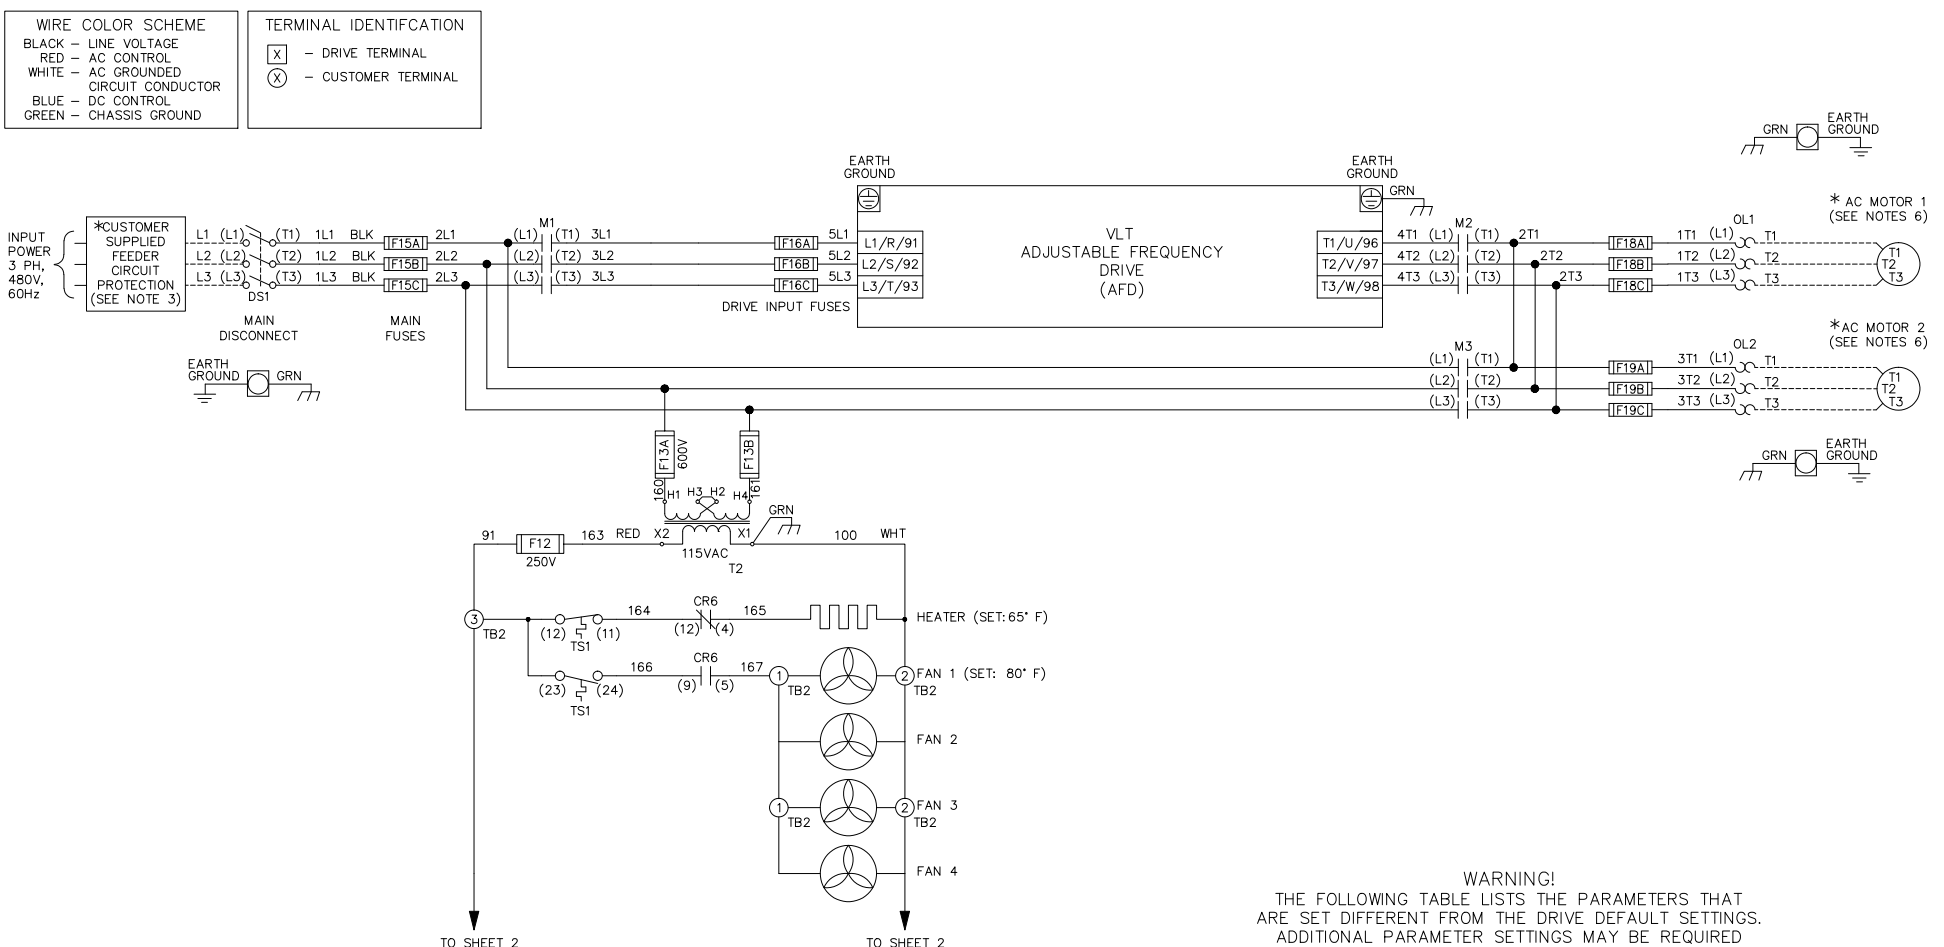 WIRE COLOR SCHEME
BLACK – LINE VOLTAGE
RED – AC CONTROL
WHITE – AC GROUNDED
CIRCUIT CONDUCTOR
BLUE – DC CONTROL
GREEN – CHASSIS GROUND
TERMINAL IDENTIFCATION
X – DRIVE TERMINAL
X – CUSTOMER TERMINAL
INPUT
POWER
3 PH,
480V,
60Hz
*CUSTOMER
SUPPLIED
FEEDER
CIRCUIT
PROTECTION
(SEE NOTE 3)
L1 (L1) (T1) 1L1 BLK F15A 2L1
L2 (L2) (T2) 1L2 BLK F15B 2L2
L3 (L3) (T3) 1L3 BLK F15C 2L3
DS1
MAIN
DISCONNECT
MAIN
FUSES
EARTH
GROUND GRN
M1
(L1) (T1) 3L1 F16A 5L1
(L2) (T2) 3L2 F16B 5L2
(L3) (T3) 3L3 F16C 5L3
DRIVE INPUT FUSES
EARTH
GROUND
L1/R/91
L2/S/92
L3/T/93
VLT
ADJUSTABLE FREQUENCY
DRIVE
(AFD)
EARTH
GROUND
GRN
T1/U/96
T2/V/97
T3/W/98
M2
4T1 (L1) (T1) 2T1 F18A 1T1 (L1) T1
4T2 (L2) (T2) 2T2 F18B 1T2 (L2) T2
4T3 (L3) (T3) 2T3 F18C 1T3 (L3) T3
OL1
GRN EARTH
GROUND
* AC MOTOR 1
(SEE NOTES 6)
T1
T2
T3
M3
(L1) (T1) F19A 3T1 (L1) T1
(L2) (T2) F19B 3T2 (L2) T2
(L3) (T3) F19C 3T3 (L3) T3
OL2
*AC MOTOR 2
(SEE NOTES 6)
T1
T2
T3
GRN EARTH
GROUND
F13A
600V
F13B
160
161
H1 H3 H2 H4
GRN
91 F12 163 RED X2 X1 100 WHT
250V
115VAC
T2
3
TB2
(12) (11)
TS1
164
CR6
(12) (4)
165
HEATER (SET:65° F)
(23) (24)
TS1
166
CR6
(9) (5)
167
1
TB2
2
TB2
FAN 1 (SET: 80° F)
FAN 2
1
TB2
2
TB2
FAN 3
FAN 4
TO SHEET 2
TO SHEET 2
WARNING!
THE FOLLOWING TABLE LISTS THE PARAMETERS THAT
ARE SET DIFFERENT FROM THE DRIVE DEFAULT SETTINGS.
ADDITIONAL PARAMETER SETTINGS MAY BE REQUIRED